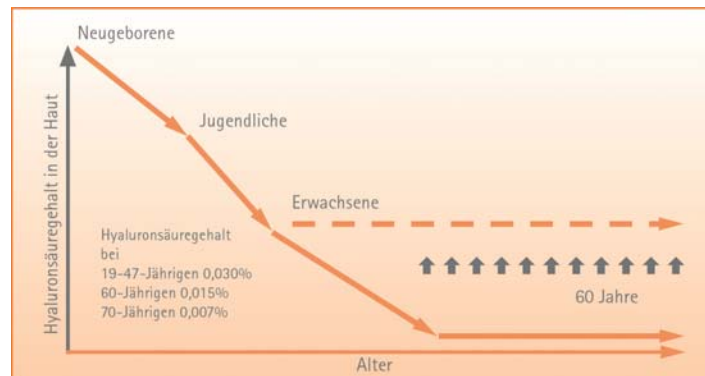 Neugeborene
Hyaluronsäuregehalt in der Haut
Jugendliche
Erwachsene
Hyaluronsäuregehalt
bei
19-47-Jährigen 0,030%
60-Jährigen 0,015%
70-Jährigen 0,007%
60 Jahre
Alter